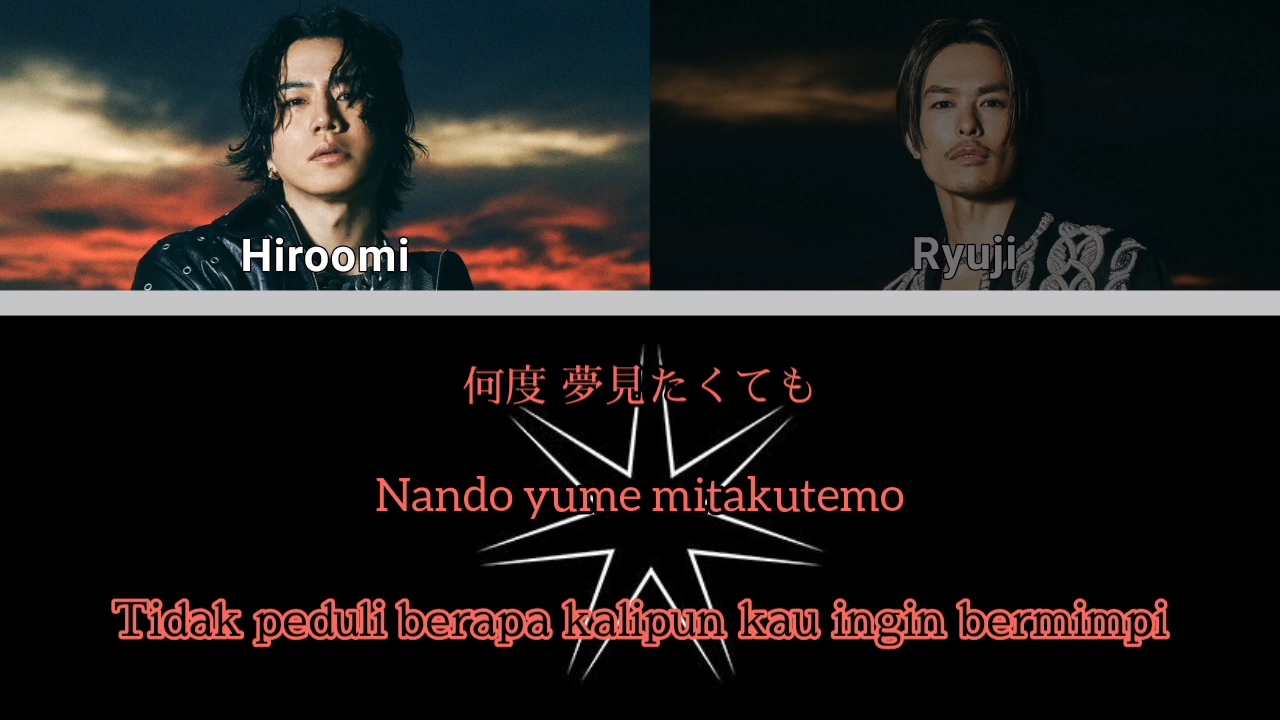 Hiroomi
Ryuji
何度 夢見たくても
Nando yume mitakutemo
Tidak peduli berapa kalipun kau ingin bermimpi